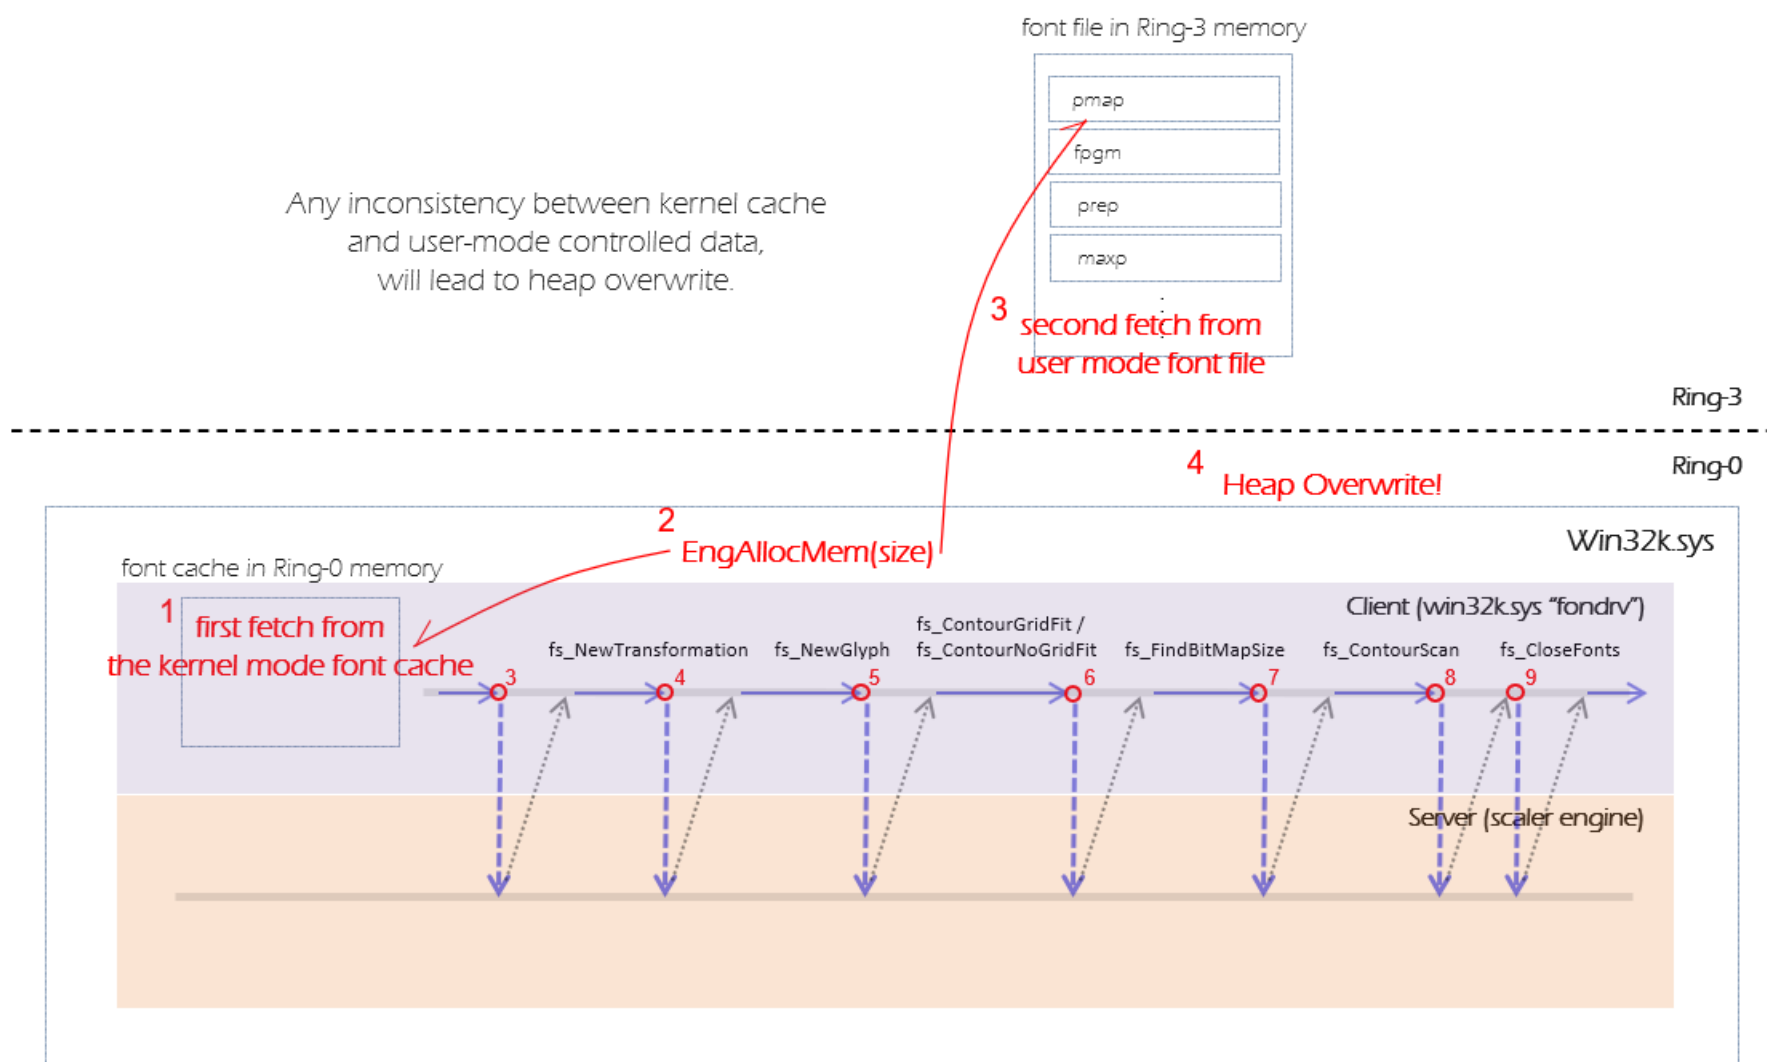 font file in Ring-3 memory
pmap
fpgm
prep
maxp
Any inconsistency between kernel cache
and user-mode controlled data,
will lead to heap overwrite.
3
second fetch from
user mode font file
Ring-3
Ring-0
4
Heap Overwrite!
Win32k.sys
2
EngAllocMem(size)
font cache in Ring-0 memory
1
first fetch from
the kernel mode font cache
Client (win32k.sys “fondrv”)
fs_NewTransformation
fs_NewGlyph
fs_ContourGridFit /
fs_ContourNoGridFit
fs_FindBitMapSize
fs_ContourScan
fs_CloseFonts
3
4
5
6
7
8
9
Server (scaler engine)